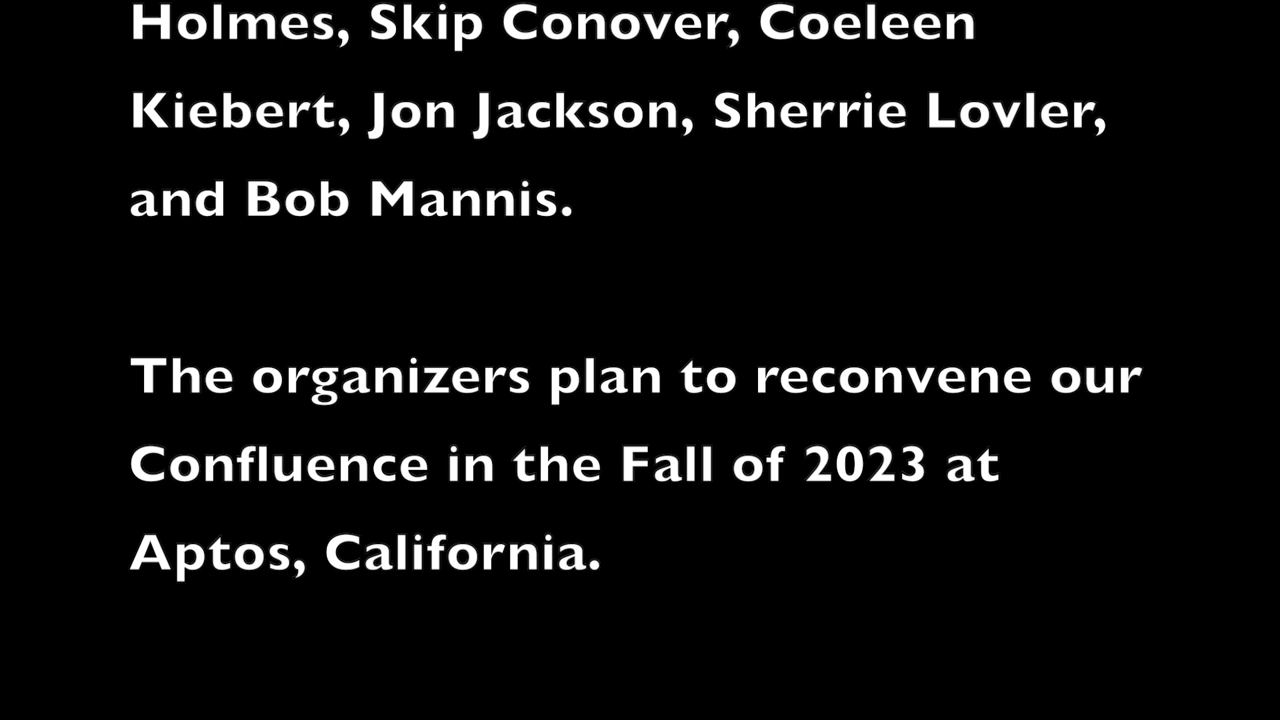 Holmes, Skip Conover, Coeleen
Kiebert, Jon Jackson, Sherrie Lovler,
and Bob Mannis.
The organizers plan to reconvene our
Confluence in the Fall of 2023 at
Aptos, California.